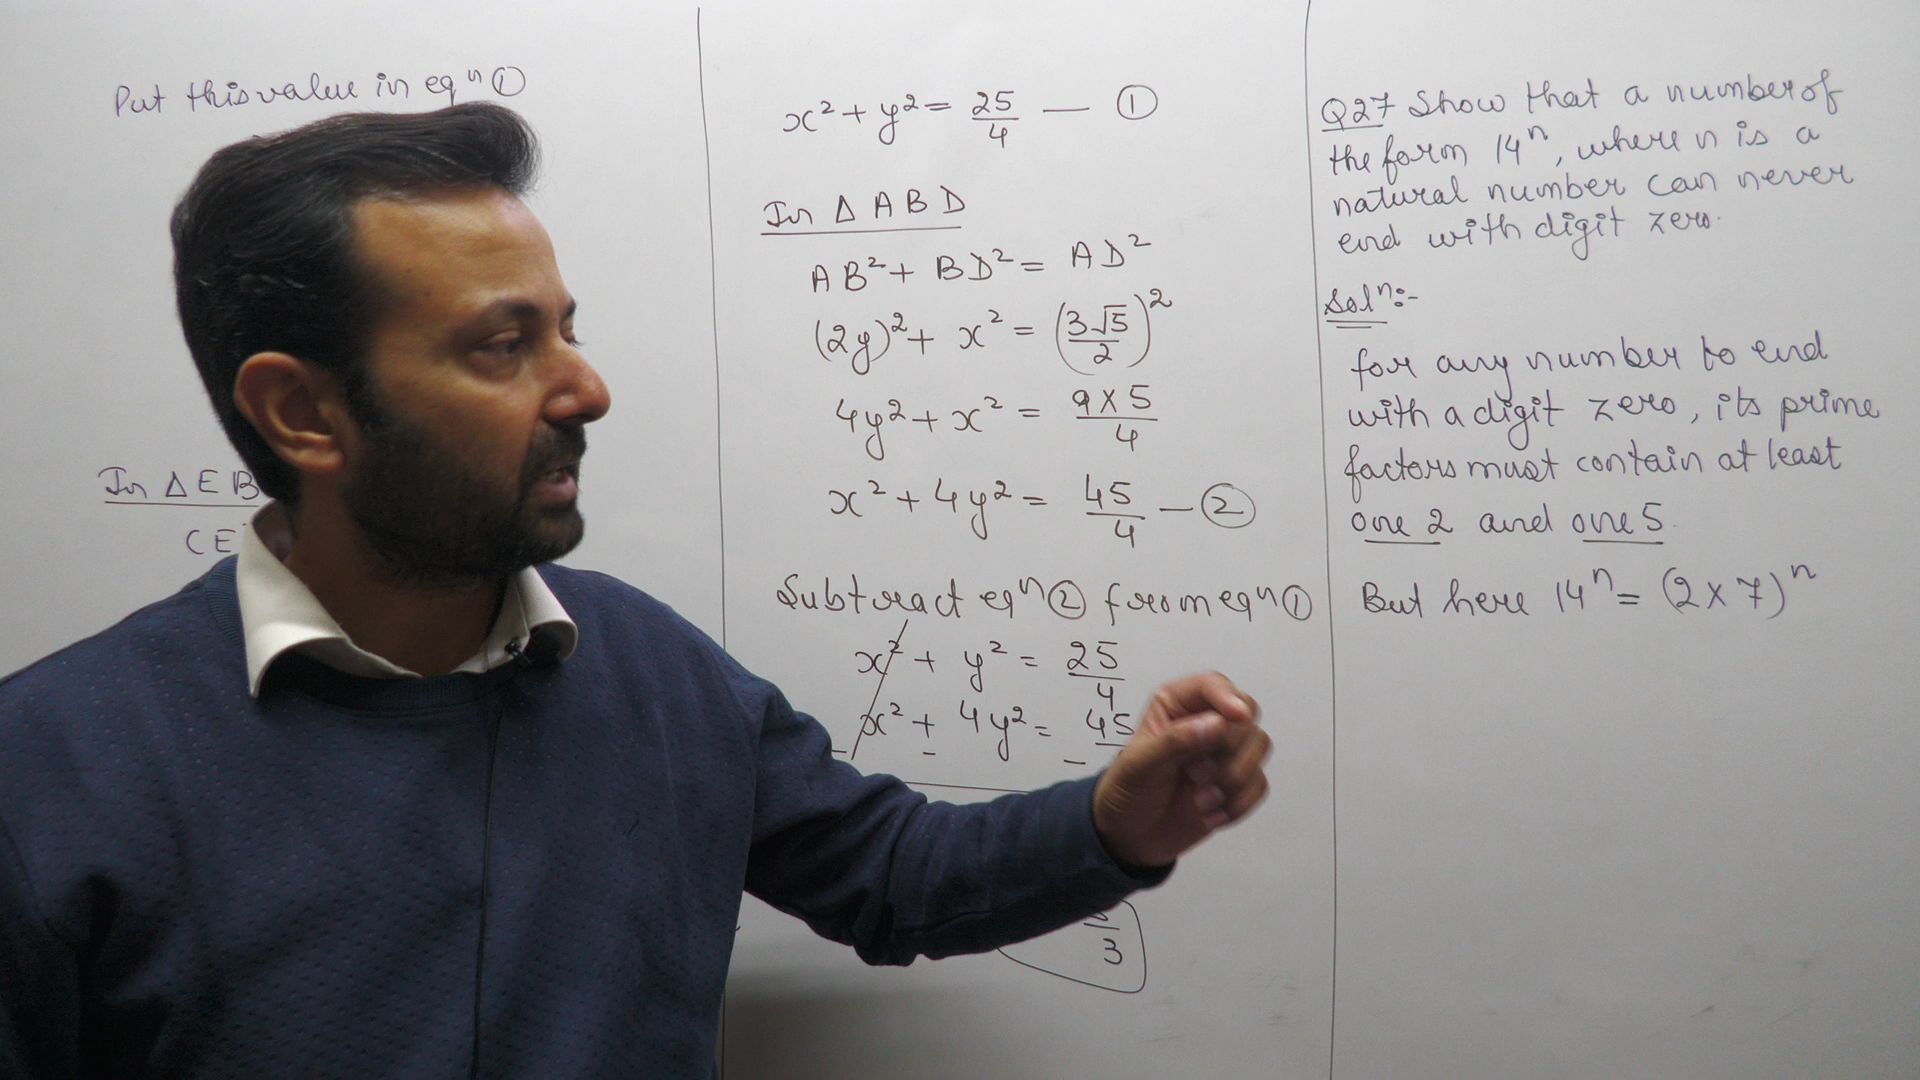 Put this value in eqⁿ ①
In Δ EB
CE
x² + y² = 25/4 — ①
In Δ ABD
AB² + BD² = AD²
(2y)² + x² = (3√5/2)²
4y² + x² = 9 × 5/4
x² + 4y² = 45/4 — ②
Subtract eqⁿ ② from eqⁿ ①
x² + y² = 25/4
x² + 4y² = 45
- - -
3
Q27 Show that a number of
the form 14ⁿ, where n is a
natural number can never
end with digit zero.
Solⁿ:-
for any number to end
with a digit zero, its prime
factors must contain at least
one 2 and one 5.
But here 14ⁿ = (2 × 7)ⁿ